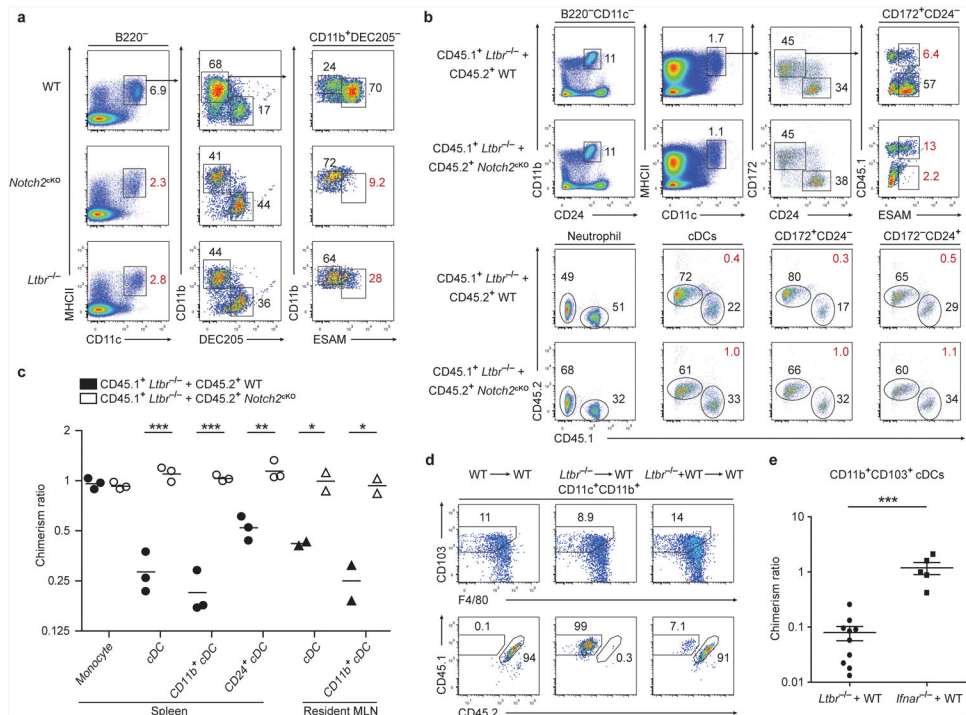 a
B220⁻
CD11b⁺DEC205⁻
WT
6.9
68
17
24
70
Notch2ᶜᴷᴼ
2.3
41
44
72
9.2
Ltbr⁻/⁻
2.8
44
36
64
28
MHCII
CD11b
CD11b
CD11c
DEC205
ESAM
b
B220⁻CD11c⁻
CD172⁺CD24⁻
CD45.1⁺ Ltbr⁻/⁻ +
CD45.2⁺ WT
11
1.7
45
34
6.4
57
CD45.1⁺ Ltbr⁻/⁻ +
CD45.2⁺ Notch2ᶜᴷᴼ
11
1.1
45
38
13
2.2
CD11b
MHCII
CD172
CD45.1
CD24
CD11c
CD24
ESAM
Neutrophil
cDCs
CD172⁺CD24⁻
CD172⁻CD24⁺
CD45.1⁺ Ltbr⁻/⁻ +
CD45.2⁺ WT
49
51
0.4
72
22
0.3
80
17
0.5
65
29
CD45.1⁺ Ltbr⁻/⁻ +
CD45.2⁺ Notch2ᶜᴷᴼ
68
32
1.0
61
33
1.0
66
32
1.1
60
34
CD45.2
CD45.1
c
CD45.1⁺ Ltbr⁻/⁻ + CD45.2⁺ WT
CD45.1⁺ Ltbr⁻/⁻ + CD45.2⁺ Notch2ᶜᴷᴼ
Chimerism ratio
2
1
0.5
0.25
0.125
***
***
**
*
*
Monocyte
cDC
CD11b⁺ cDC
CD24⁺ cDC
cDC
CD11b⁺ cDC
Spleen
Resident MLN
d
WT → WT
Ltbr⁻/⁻ → WT
Ltbr⁻/⁻+WT → WT
CD11c⁺CD11b⁺
11
8.9
14
CD103
F4/80
0.1
94
99
0.3
7.1
91
CD45.1
CD45.2
e
CD11b⁺CD103⁺ cDCs
***
Chimerism ratio
10
1
0.1
0.01
Ltbr⁻/⁻ + WT
Ifnar⁻/⁻ + WT